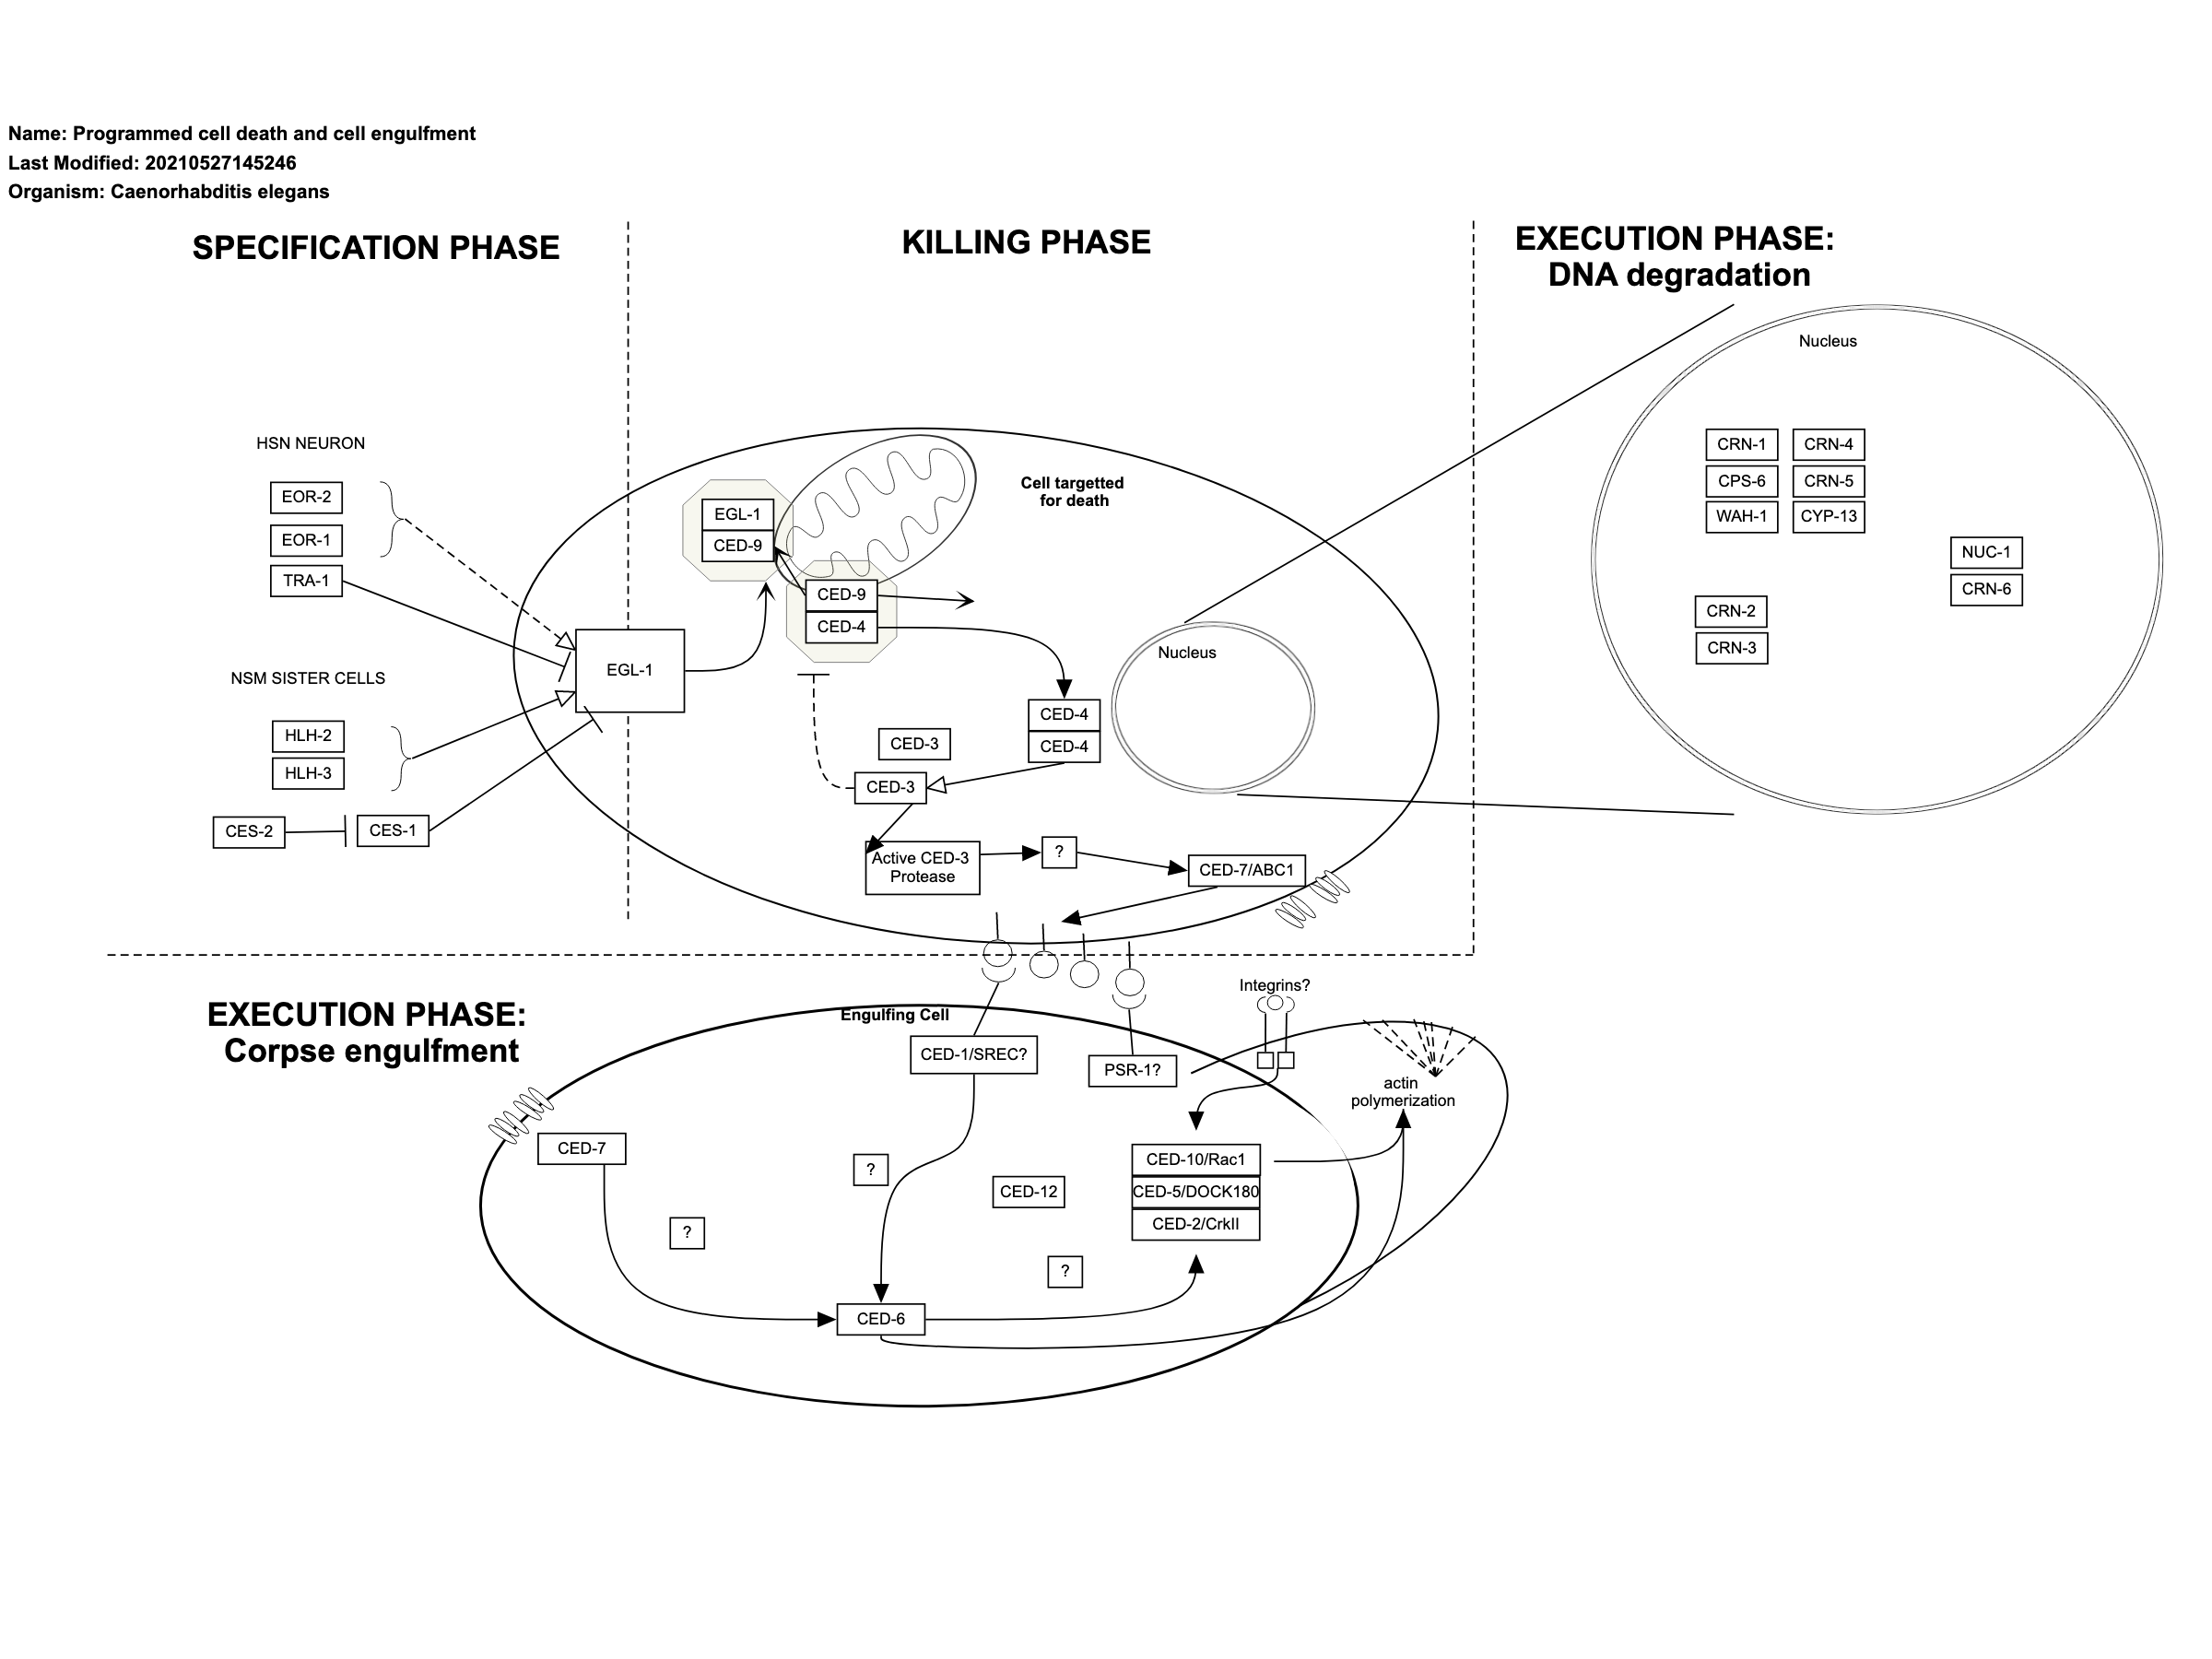 Name: Programmed cell death and cell engulfment
Last Modified: 20210527145246
Organism: Caenorhabditis elegans
SPECIFICATION PHASE
KILLING PHASE
EXECUTION PHASE:
DNA degradation
HSN NEURON
EOR-2
EOR-1
TRA-1
NSM SISTER CELLS
HLH-2
HLH-3
CES-2
CES-1
EGL-1
EGL-1
CED-9
CED-9
CED-4
Cell targetted
for death
Nucleus
CED-4
CED-4
CED-3
CED-3
Active CED-3
Protease
?
CED-7/ABC1
Nucleus
CRN-1
CRN-4
CPS-6
CRN-5
WAH-1
CYP-13
NUC-1
CRN-6
CRN-2
CRN-3
EXECUTION PHASE:
Corpse engulfment
Engulfing Cell
Integrins?
CED-1/SREC?
PSR-1?
actin
polymerization
CED-7
?
?
CED-12
CED-10/Rac1
CED-5/DOCK180
CED-2/CrkII
?
CED-6